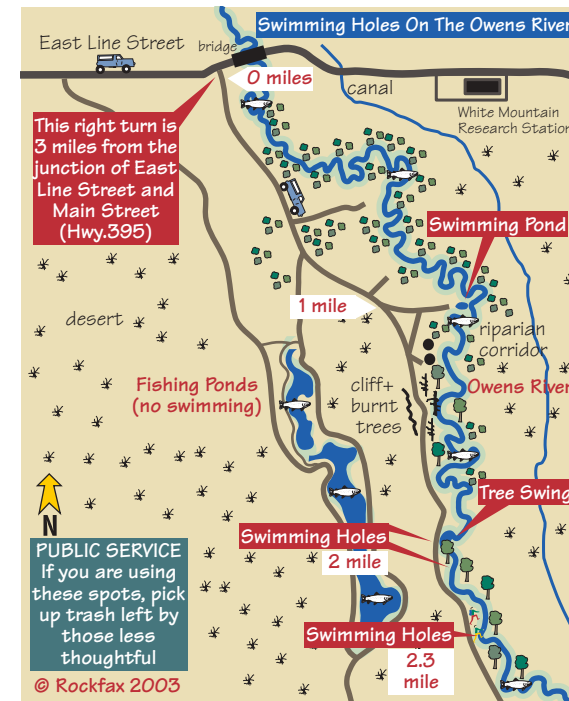 Swimming Holes On The Owens River
East Line Street
bridge
0 miles
canal
White Mountain
Research Station
This right turn is
3 miles from the
junction of East
Line Street and
Main Street
(Hwy.395)
Swimming Pond
1 mile
desert
riparian
corridor
Fishing Ponds
(no swimming)
cliff+
burnt
trees
Owens River
Tree Swing
N
Swimming Holes
2 mile
PUBLIC SERVICE
If you are using
these spots, pick
up trash left by
those less
thoughtful
Swimming Holes
2.3
mile
© Rockfax 2003